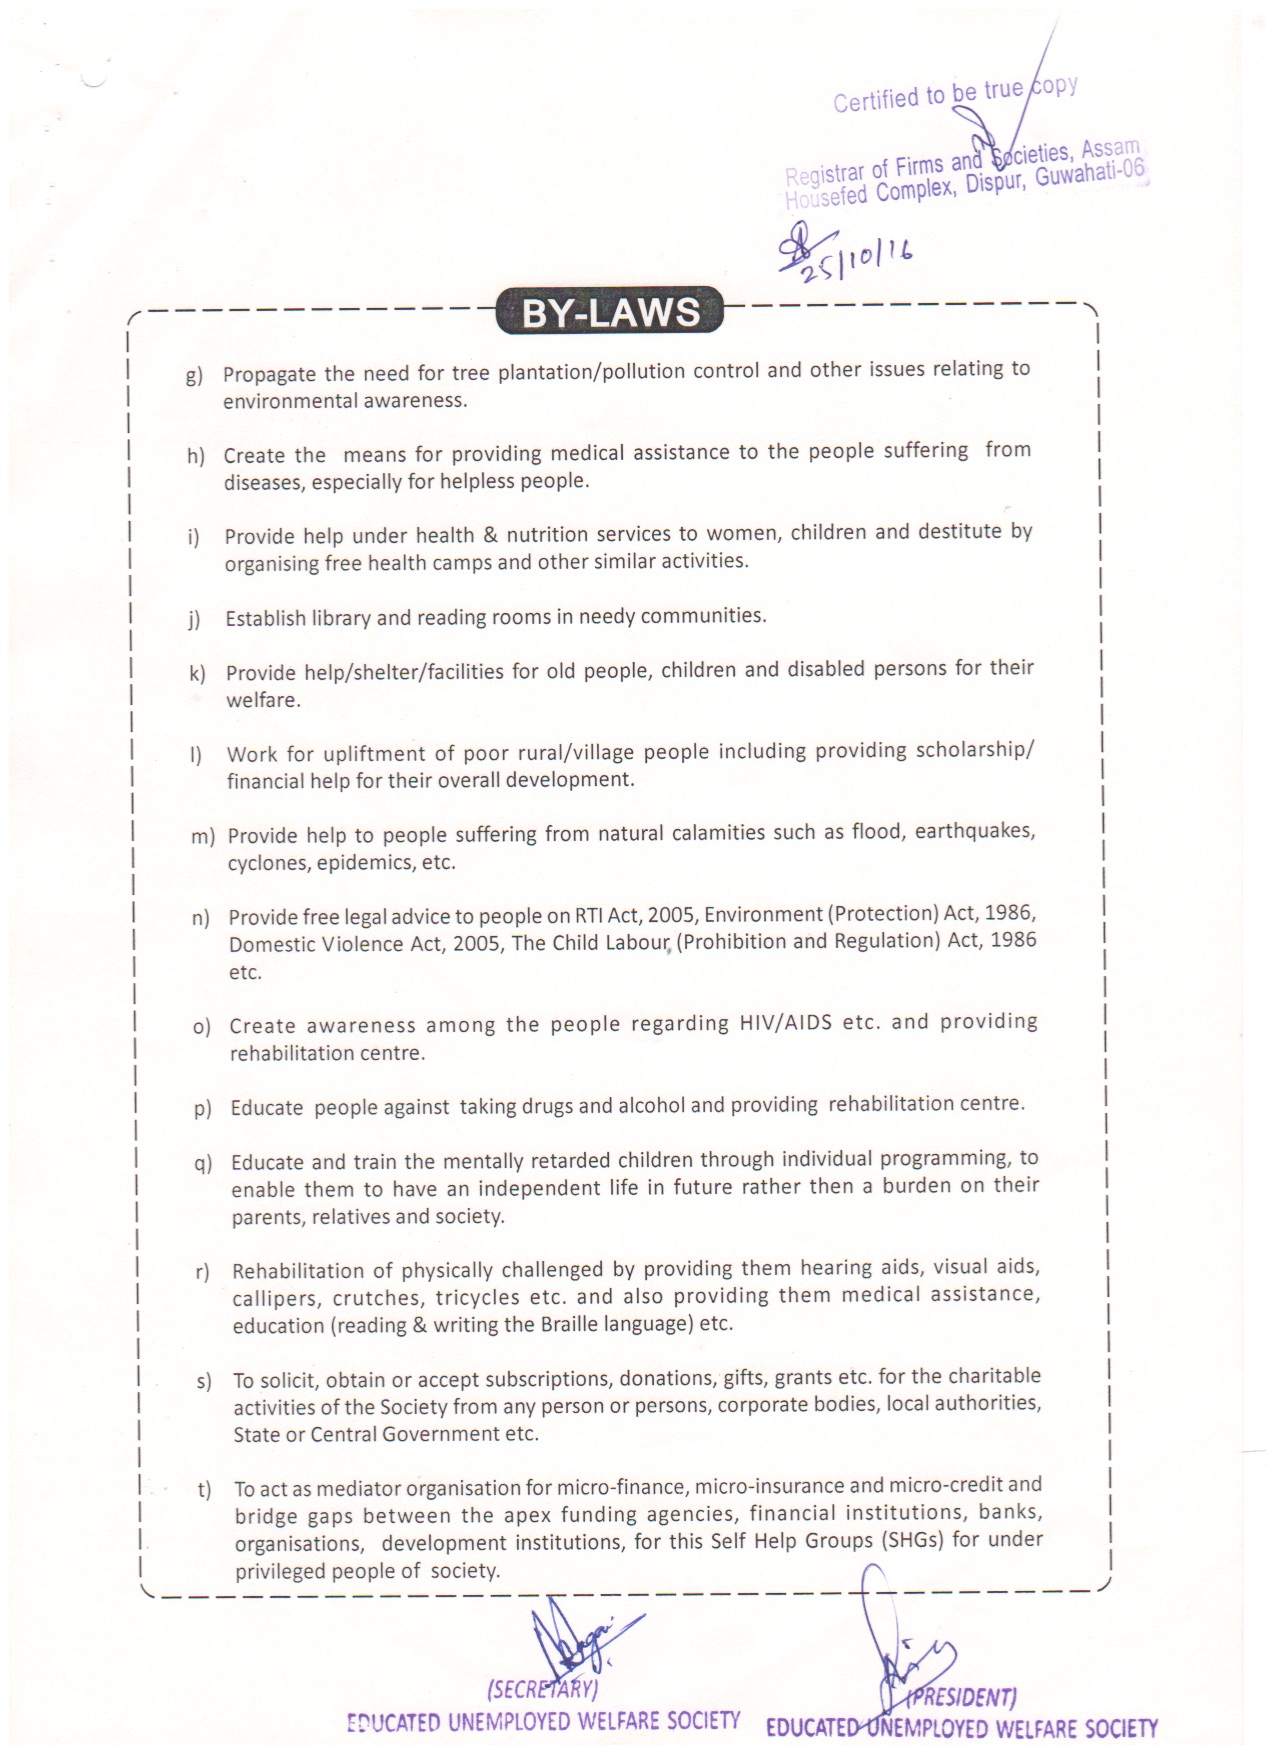 Certified to be true copy
Registrar of Firms and Societies, Assam
Housefed Complex, Dispur, Guwahati-06
25/10/16
BY-LAWS
g) Propagate the need for tree plantation/pollution control and other issues relating to
environmental awareness.
h) Create the means for providing medical assistance to the people suffering from
diseases, especially for helpless people.
i) Provide help under health & nutrition services to women, children and destitute by
organising free health camps and other similar activities.
j) Establish library and reading rooms in needy communities.
k) Provide help/shelter/facilities for old people, children and disabled persons for their
welfare.
l) Work for upliftment of poor rural/village people including providing scholarship/
financial help for their overall development.
m) Provide help to people suffering from natural calamities such as flood, earthquakes,
cyclones, epidemics, etc.
n) Provide free legal advice to people on RTI Act, 2005, Environment (Protection) Act, 1986,
Domestic Violence Act, 2005, The Child Labour, (Prohibition and Regulation) Act, 1986
etc.
o) Create awareness among the people regarding HIV/AIDS etc. and providing
rehabilitation centre.
p) Educate people against taking drugs and alcohol and providing rehabilitation centre.
q) Educate and train the mentally retarded children through individual programming, to
enable them to have an independent life in future rather then a burden on their
parents, relatives and society.
r) Rehabilitation of physically challenged by providing them hearing aids, visual aids,
callipers, crutches, tricycles etc. and also providing them medical assistance,
education (reading & writing the Braille language) etc.
s) To solicit, obtain or accept subscriptions, donations, gifts, grants etc. for the charitable
activities of the Society from any person or persons, corporate bodies, local authorities,
State or Central Government etc.
t) To act as mediator organisation for micro-finance, micro-insurance and micro-credit and
bridge gaps between the apex funding agencies, financial institutions, banks,
organisations, development institutions, for this Self Help Groups (SHGs) for under
privileged people of society.
(SECRETARY)
EDUCATED UNEMPLOYED WELFARE SOCIETY
(PRESIDENT)
EDUCATED UNEMPLOYED WELFARE SOCIETY